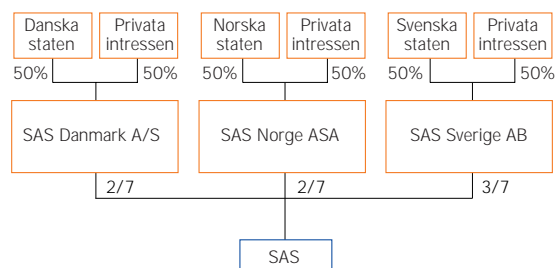 Danska
staten
Privata
intressen
Norska
staten
Privata
intressen
Svenska
staten
Privata
intressen
50%
50%
50%
50%
50%
50%
SAS Danmark A/S
SAS Norge ASA
SAS Sverige AB
2/7
2/7
3/7
SAS